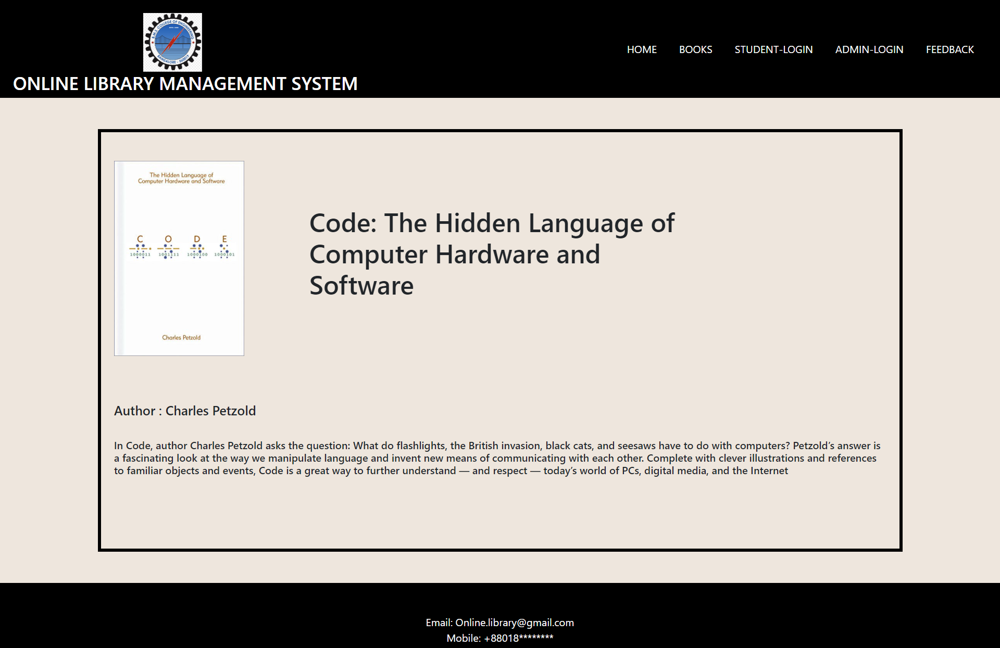 B.M.S. COLLEGE OF ENGINEERING
BANGALORE - 560019
ONLINE LIBRARY MANAGEMENT SYSTEM
HOME BOOKS STUDENT-LOGIN ADMIN-LOGIN FEEDBACK
The Hidden Language of
Computer Hardware and Software
C O D E
1000011 1001111 1000100 1000101
Charles Petzold
Code: The Hidden Language of
Computer Hardware and
Software
Author : Charles Petzold
In Code, author Charles Petzold asks the question: What do flashlights, the British invasion, black cats, and seesaws have to do with computers? Petzold’s answer is
a fascinating look at the way we manipulate language and invent new means of communicating with each other. Complete with clever illustrations and references
to familiar objects and events, Code is a great way to further understand — and respect — today’s world of PCs, digital media, and the Internet
Email: Online.library@gmail.com
Mobile: +88018********